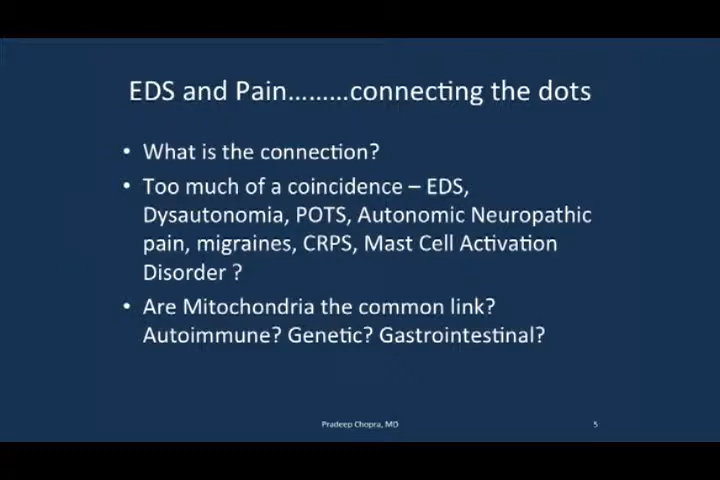 EDS and Pain.........connecting the dots
• What is the connection?
• Too much of a coincidence – EDS,
Dysautonomia, POTS, Autonomic Neuropathic
pain, migraines, CRPS, Mast Cell Activation
Disorder ?
• Are Mitochondria the common link?
Autoimmune? Genetic? Gastrointestinal?
Pradeep Chopra, MD
5